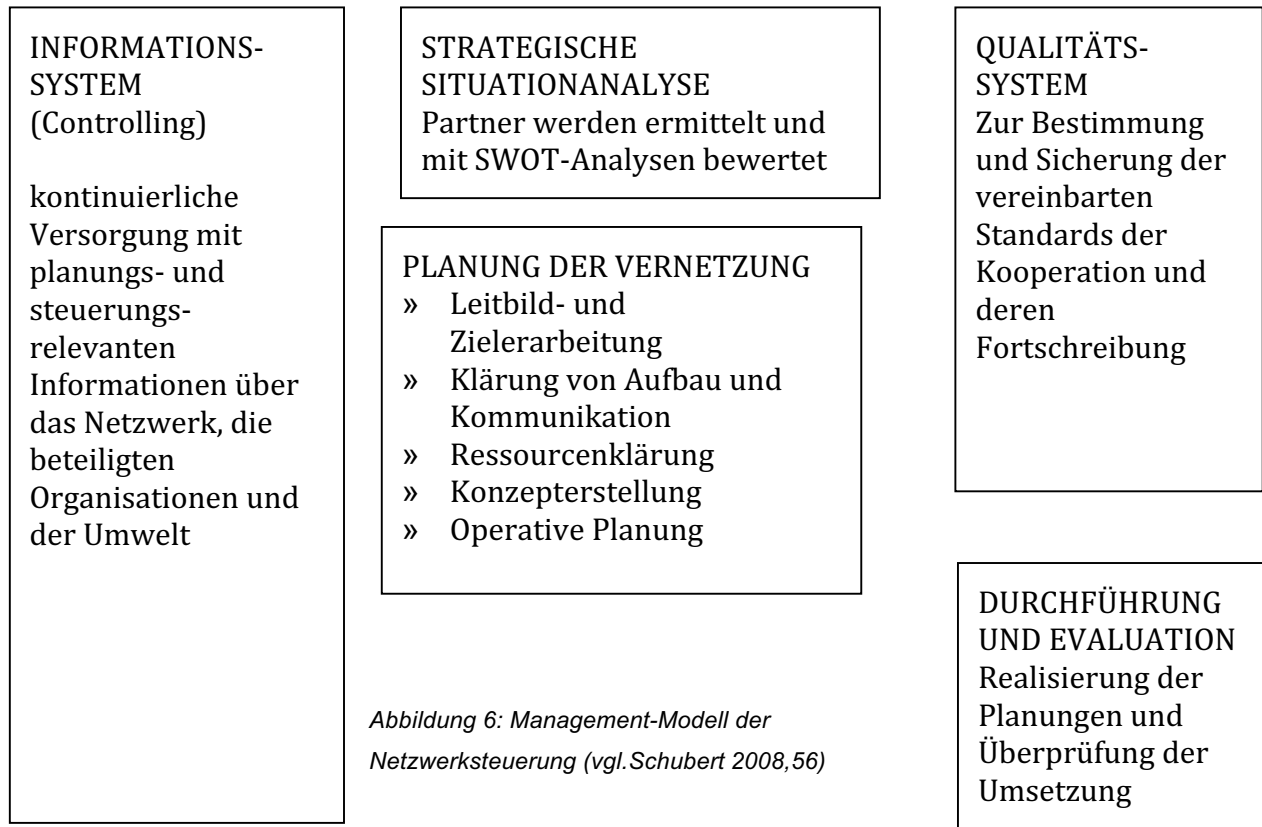 INFORMATIONS-
SYSTEM
(Controlling)
kontinuierliche
Versorgung mit
planungs- und
steuerungs-
relevanten
Informationen über
das Netzwerk, die
beteiligten
Organisationen und
der Umwelt
STRATEGISCHE
SITUATIONANALYSE
Partner werden ermittelt und
mit SWOT-Analysen bewertet
PLANUNG DER VERNETZUNG
» Leitbild- und
Zielerarbeitung
» Klärung von Aufbau und
Kommunikation
» Ressourcenklärung
» Konzepterstellung
» Operative Planung
QUALITÄTS-
SYSTEM
Zur Bestimmung
und Sicherung der
vereinbarten
Standards der
Kooperation und
deren
Fortschreibung
DURCHFÜHRUNG
UND EVALUATION
Realisierung der
Planungen und
Überprüfung der
Umsetzung
Abbildung 6: Management-Modell der
Netzwerksteuerung (vgl.Schubert 2008,56)